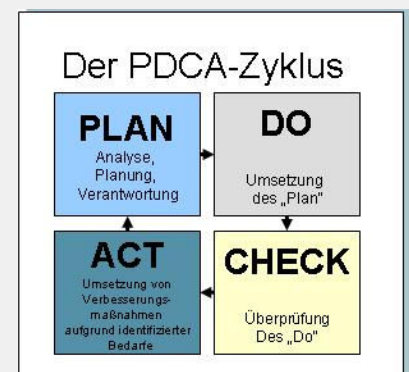 Der PDCA-Zyklus
PLAN
Analyse,
Planung,
Verantwortung
DO
Umsetzung
des „Plan"
ACT
Umsetzung von
Verbesserungs-
maßnahmen
aufgrund identifizierter
Bedarfe
CHECK
Überprüfung
Des „Do"